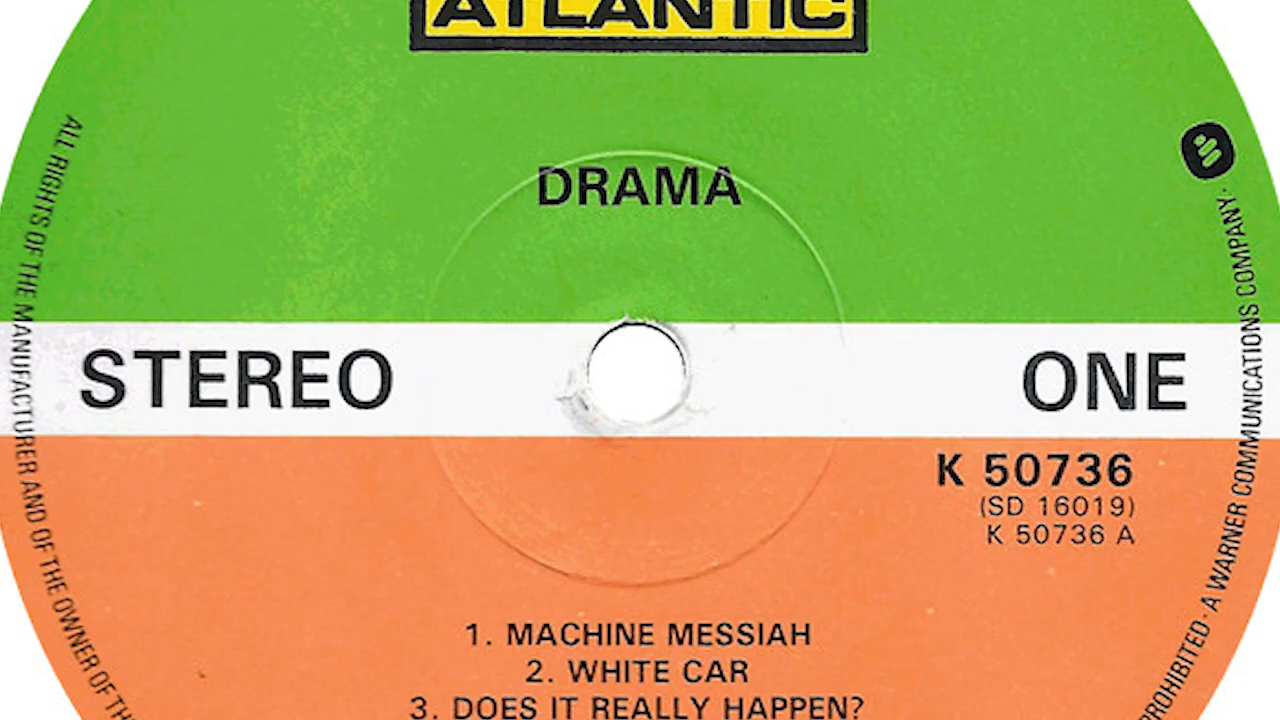 ATLANTIC
DRAMA
STEREO
ONE
K 50736
(SD 16019)
K 50736 A
1. MACHINE MESSIAH
2. WHITE CAR
3. DOES IT REALLY HAPPEN?
ALL RIGHTS OF THE MANUFACTURER AND OF THE OWNER OF TH
PROHIBITED · A WARNER COMMUNICATIONS COMPANY ·